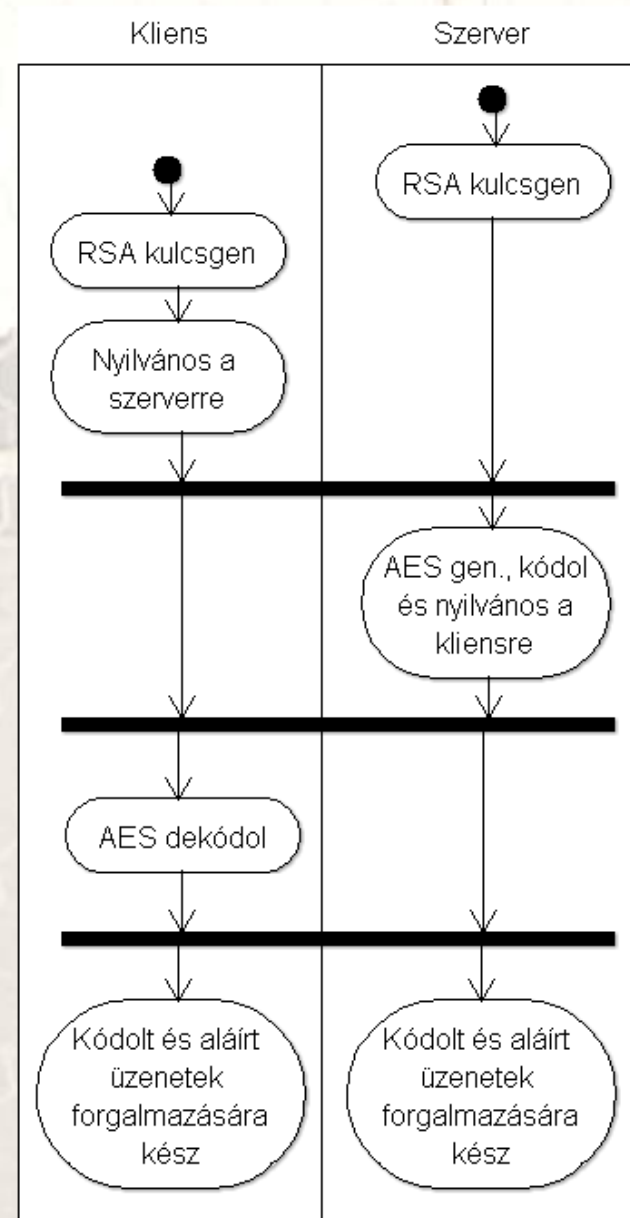 Kliens
Szerver
RSA kulcsgen
RSA kulcsgen
Nyilvános a
szerverre
AES gen., kódol
és nyilvános a
kliensre
AES dekódol
Kódolt és aláírt
üzenetek
forgalmazására
kész
Kódolt és aláírt
üzenetek
forgalmazására
kész